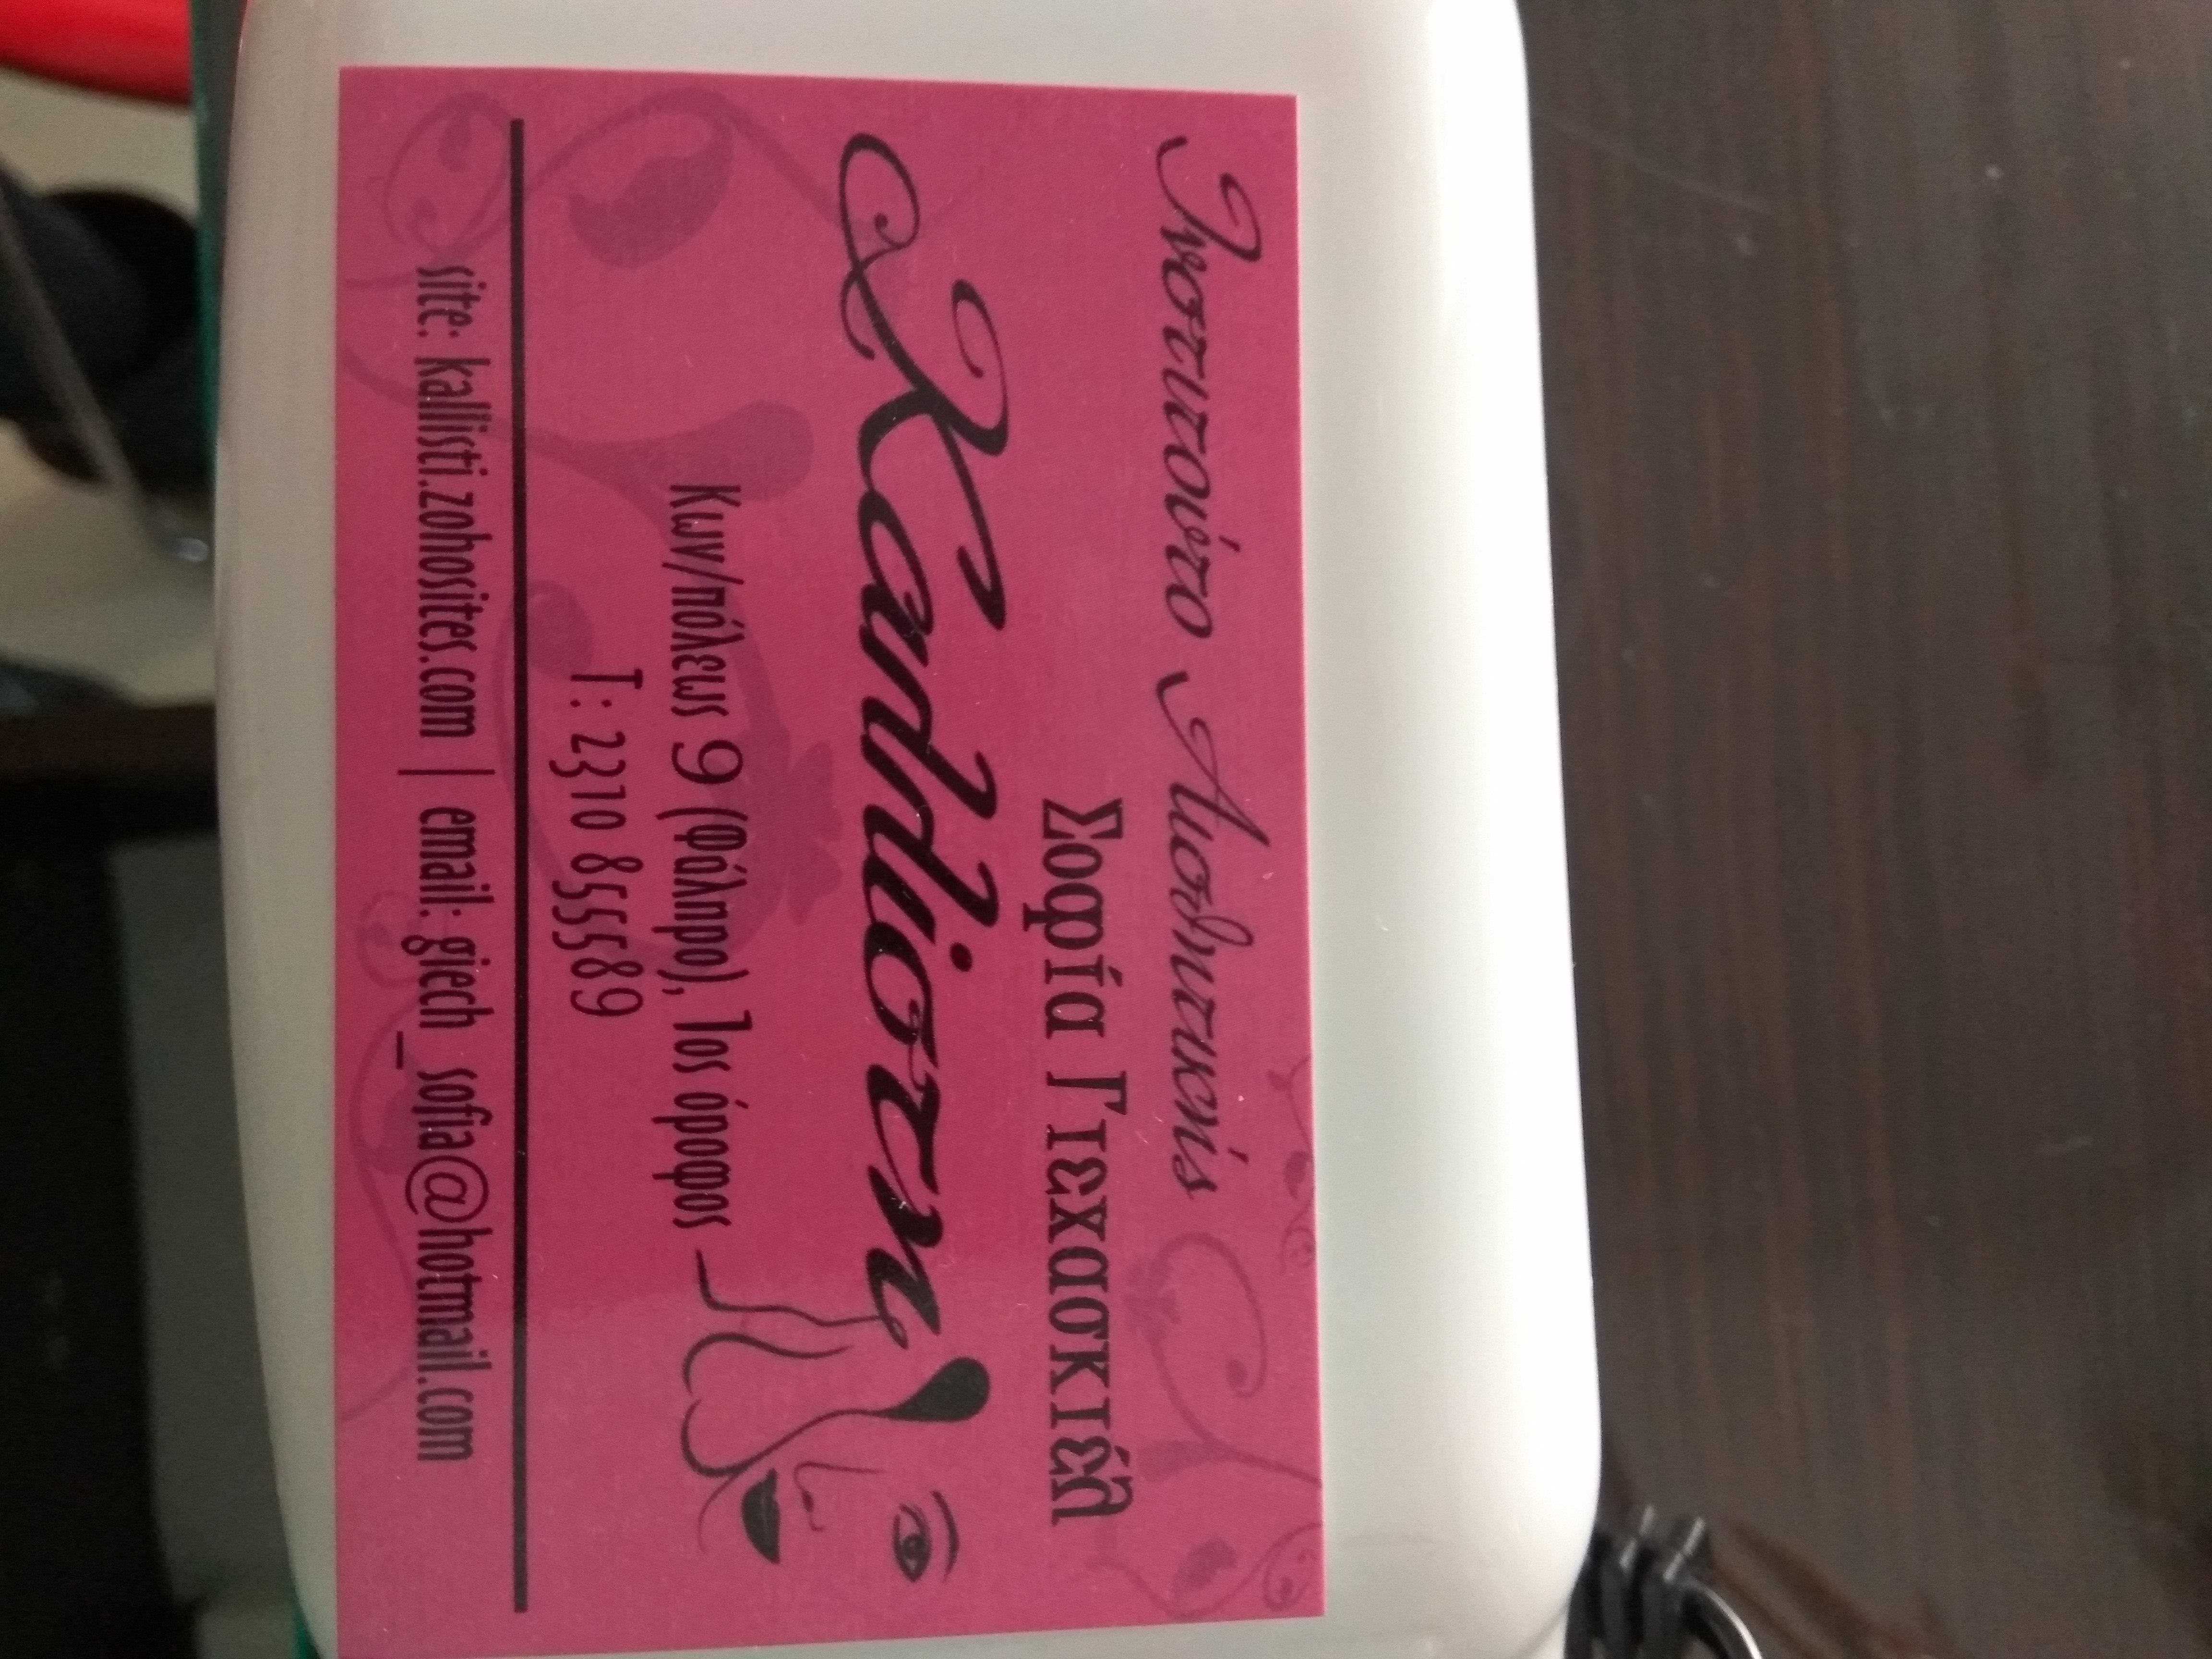 Ινστιτούτο Αισθητικής
Σοφία Γιεχασκιέλ
Καλλίστη
Κων/πόλεως 9 (Φάληρο), 1ος όροφος
Τ: 2310 855589
site: kallisti.zohosites.com | email: giech_sofia@hotmail.com